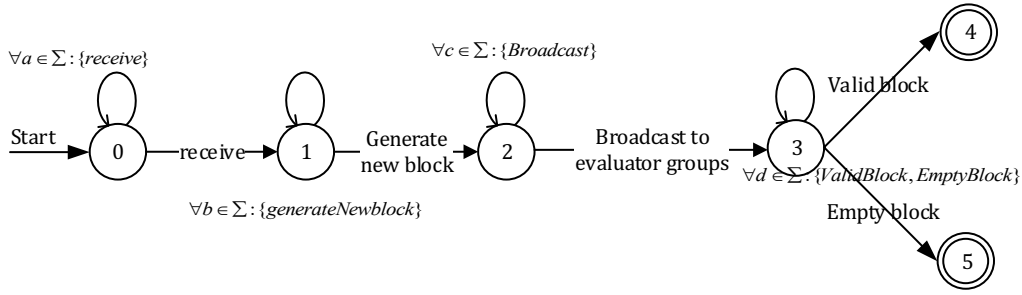 4
∀a ∈ Σ : {receive}
∀c ∈ Σ : {Broadcast}
Valid block
Start
0
receive
1
Generate
new block
2
Broadcast to
evaluator groups
3
∀d ∈ Σ : {ValidBlock, EmptyBlock}
∀b ∈ Σ : {generateNewblock}
Empty block
5